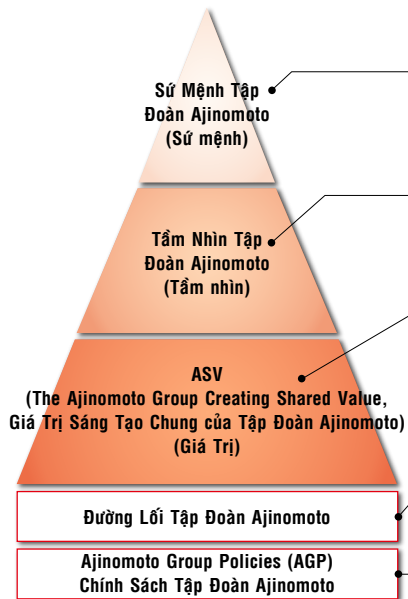 Sứ Mệnh Tập
Đoàn Ajinomoto
(Sứ mệnh)
Tầm Nhìn Tập
Đoàn Ajinomoto
(Tầm nhìn)
ASV
(The Ajinomoto Group Creating Shared Value,
Giá Trị Sáng Tạo Chung của Tập Đoàn Ajinomoto)
(Giá Trị)
Đường Lối Tập Đoàn Ajinomoto
Ajinomoto Group Policies (AGP)
Chính Sách Tập Đoàn Ajinomoto